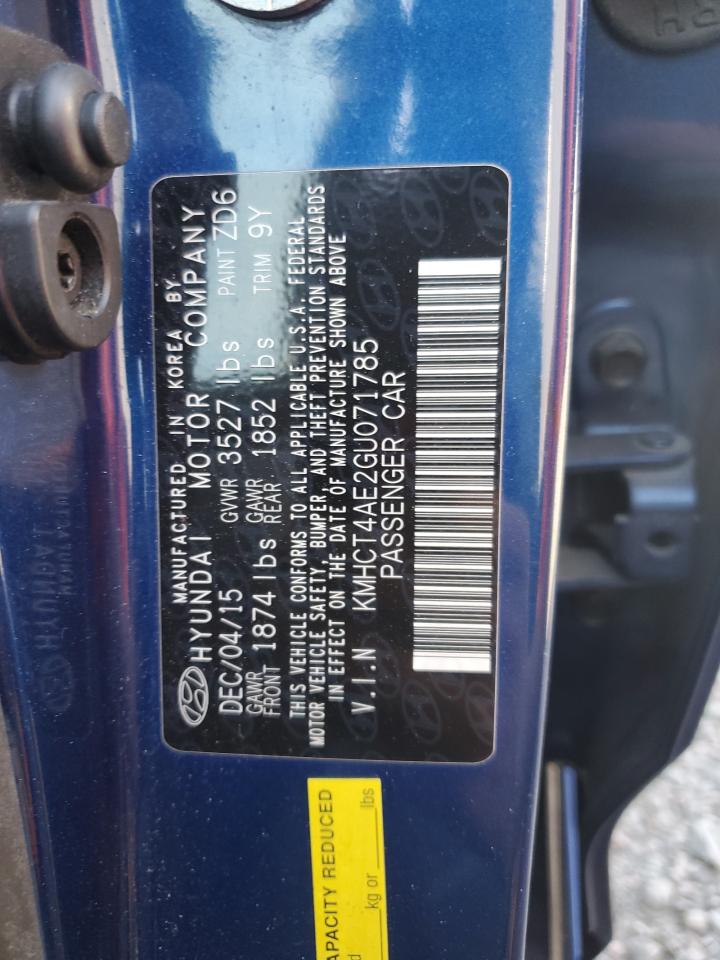 MANUFACTURED IN KOREA BY
HYUNDAI MOTOR COMPANY
DEC/04/15 GVWR 3527 lbs PAINT ZD6
GAWR FRONT 1874 lbs GAWR REAR 1852 lbs TRIM 9Y
THIS VEHICLE CONFORMS TO ALL APPLICABLE U.S.A. FEDERAL
MOTOR VEHICLE SAFETY, BUMPER, AND THEFT PREVENTION STANDARDS
IN EFFECT ON THE DATE OF MANUFACTURE SHOWN ABOVE
V.I.N KMHCT4AE2GU071785
PASSENGER CAR
APACITY REDUCED
kg or lbs